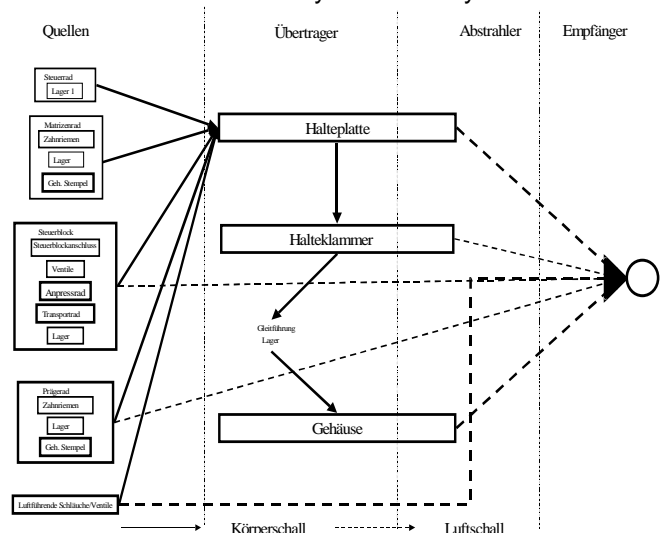 Quellen
Übertrager
Abstrahler
Empfänger
Steuerrad
Lager 1
Matrizenrad
Zahnriemen
Lager
Geh. Stempel
Steuerblock
Steuerblockanschluss
Ventile
Anpressrad
Transportrad
Lager
Prägerad
Zahnriemen
Lager
Geh. Stempel
Luftführende Schläuche/Ventile
Halteplatte
Halteklammer
Gleitführung
Lager
Gehäuse
Körperschall
Luftschall